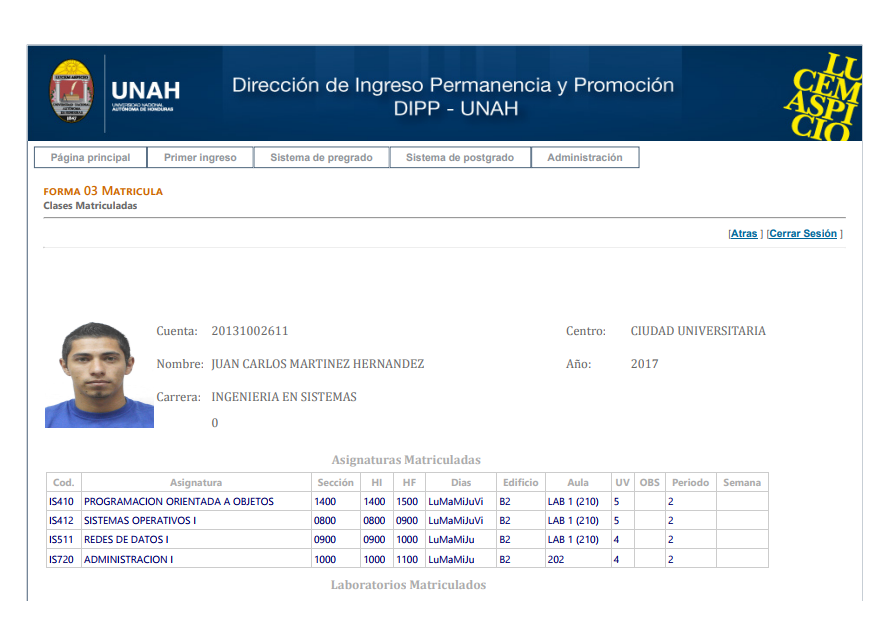 UNAH
UNIVERSIDAD NACIONAL
AUTÓNOMA DE HONDURAS
Dirección de Ingreso Permanencia y Promoción
DIPP - UNAH
LU
CEM
ASPI
CIO
Página principal Primer ingreso Sistema de pregrado Sistema de postgrado Administración
FORMA 03 MATRICULA
Clases Matriculadas
[Atras ] [Cerrar Sesión ]
Cuenta: 20131002611 Centro: CIUDAD UNIVERSITARIA
Nombre: JUAN CARLOS MARTINEZ HERNANDEZ Año: 2017
Carrera: INGENIERIA EN SISTEMAS
0
Asignaturas Matriculadas
Cod. Asignatura Sección HI HF Dias Edificio Aula UV OBS Periodo Semana
IS410 PROGRAMACION ORIENTADA A OBJETOS 1400 1400 1500 LuMaMiJuVi B2 LAB 1 (210) 5 2
IS412 SISTEMAS OPERATIVOS I 0800 0800 0900 LuMaMiJuVi B2 LAB 1 (210) 5 2
IS511 REDES DE DATOS I 0900 0900 1000 LuMaMiJu B2 LAB 1 (210) 4 2
IS720 ADMINISTRACION I 1000 1000 1100 LuMaMiJu B2 202 4 2
Laboratorios Matriculados